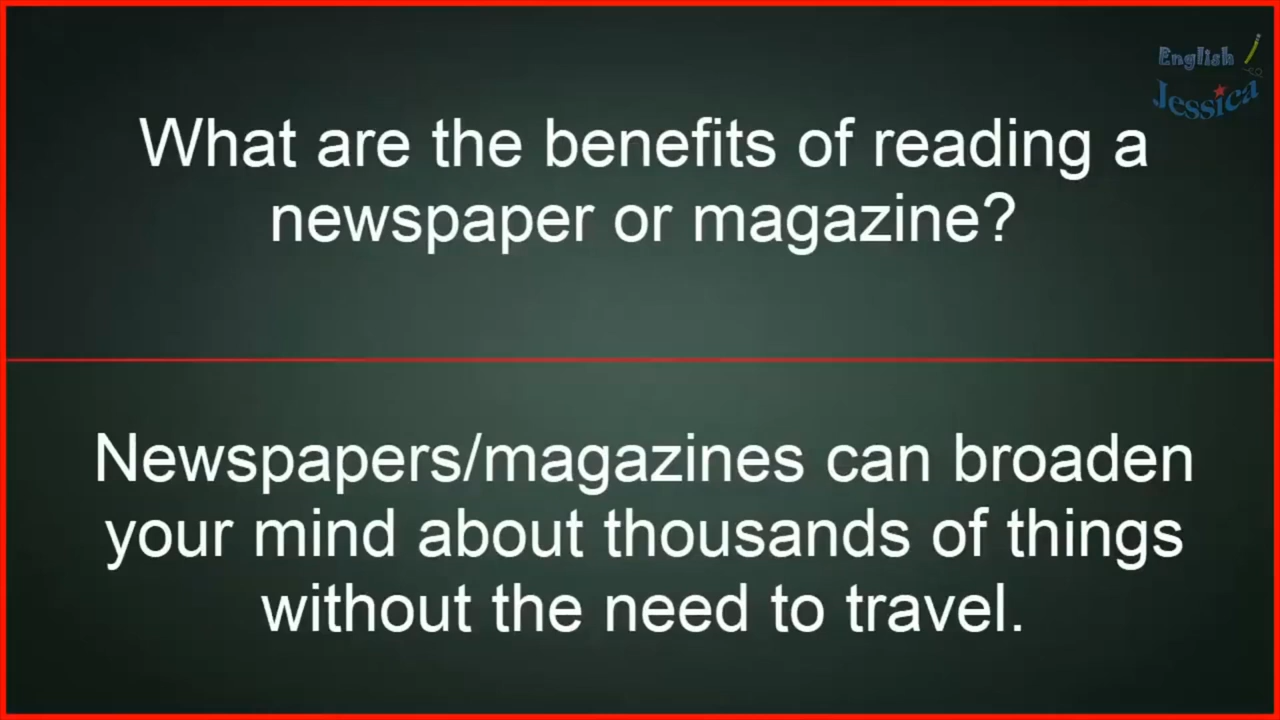 English
Jessica
What are the benefits of reading a
newspaper or magazine?
Newspapers/magazines can broaden
your mind about thousands of things
without the need to travel.